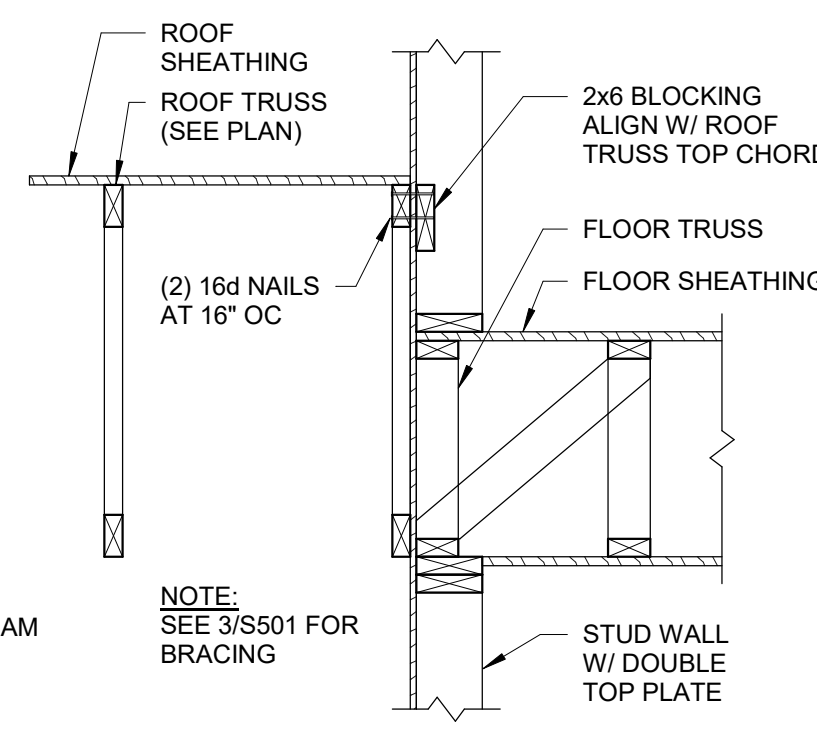 ROOF
SHEATHING
ROOF TRUSS
(SEE PLAN)
2x6 BLOCKING
ALIGN W/ ROOF
TRUSS TOP CHORD
(2) 16d NAILS
AT 16" OC
FLOOR TRUSS
FLOOR SHEATHING
NOTE:
SEE 3/S501 FOR
BRACING
AM
STUD WALL
W/ DOUBLE
TOP PLATE